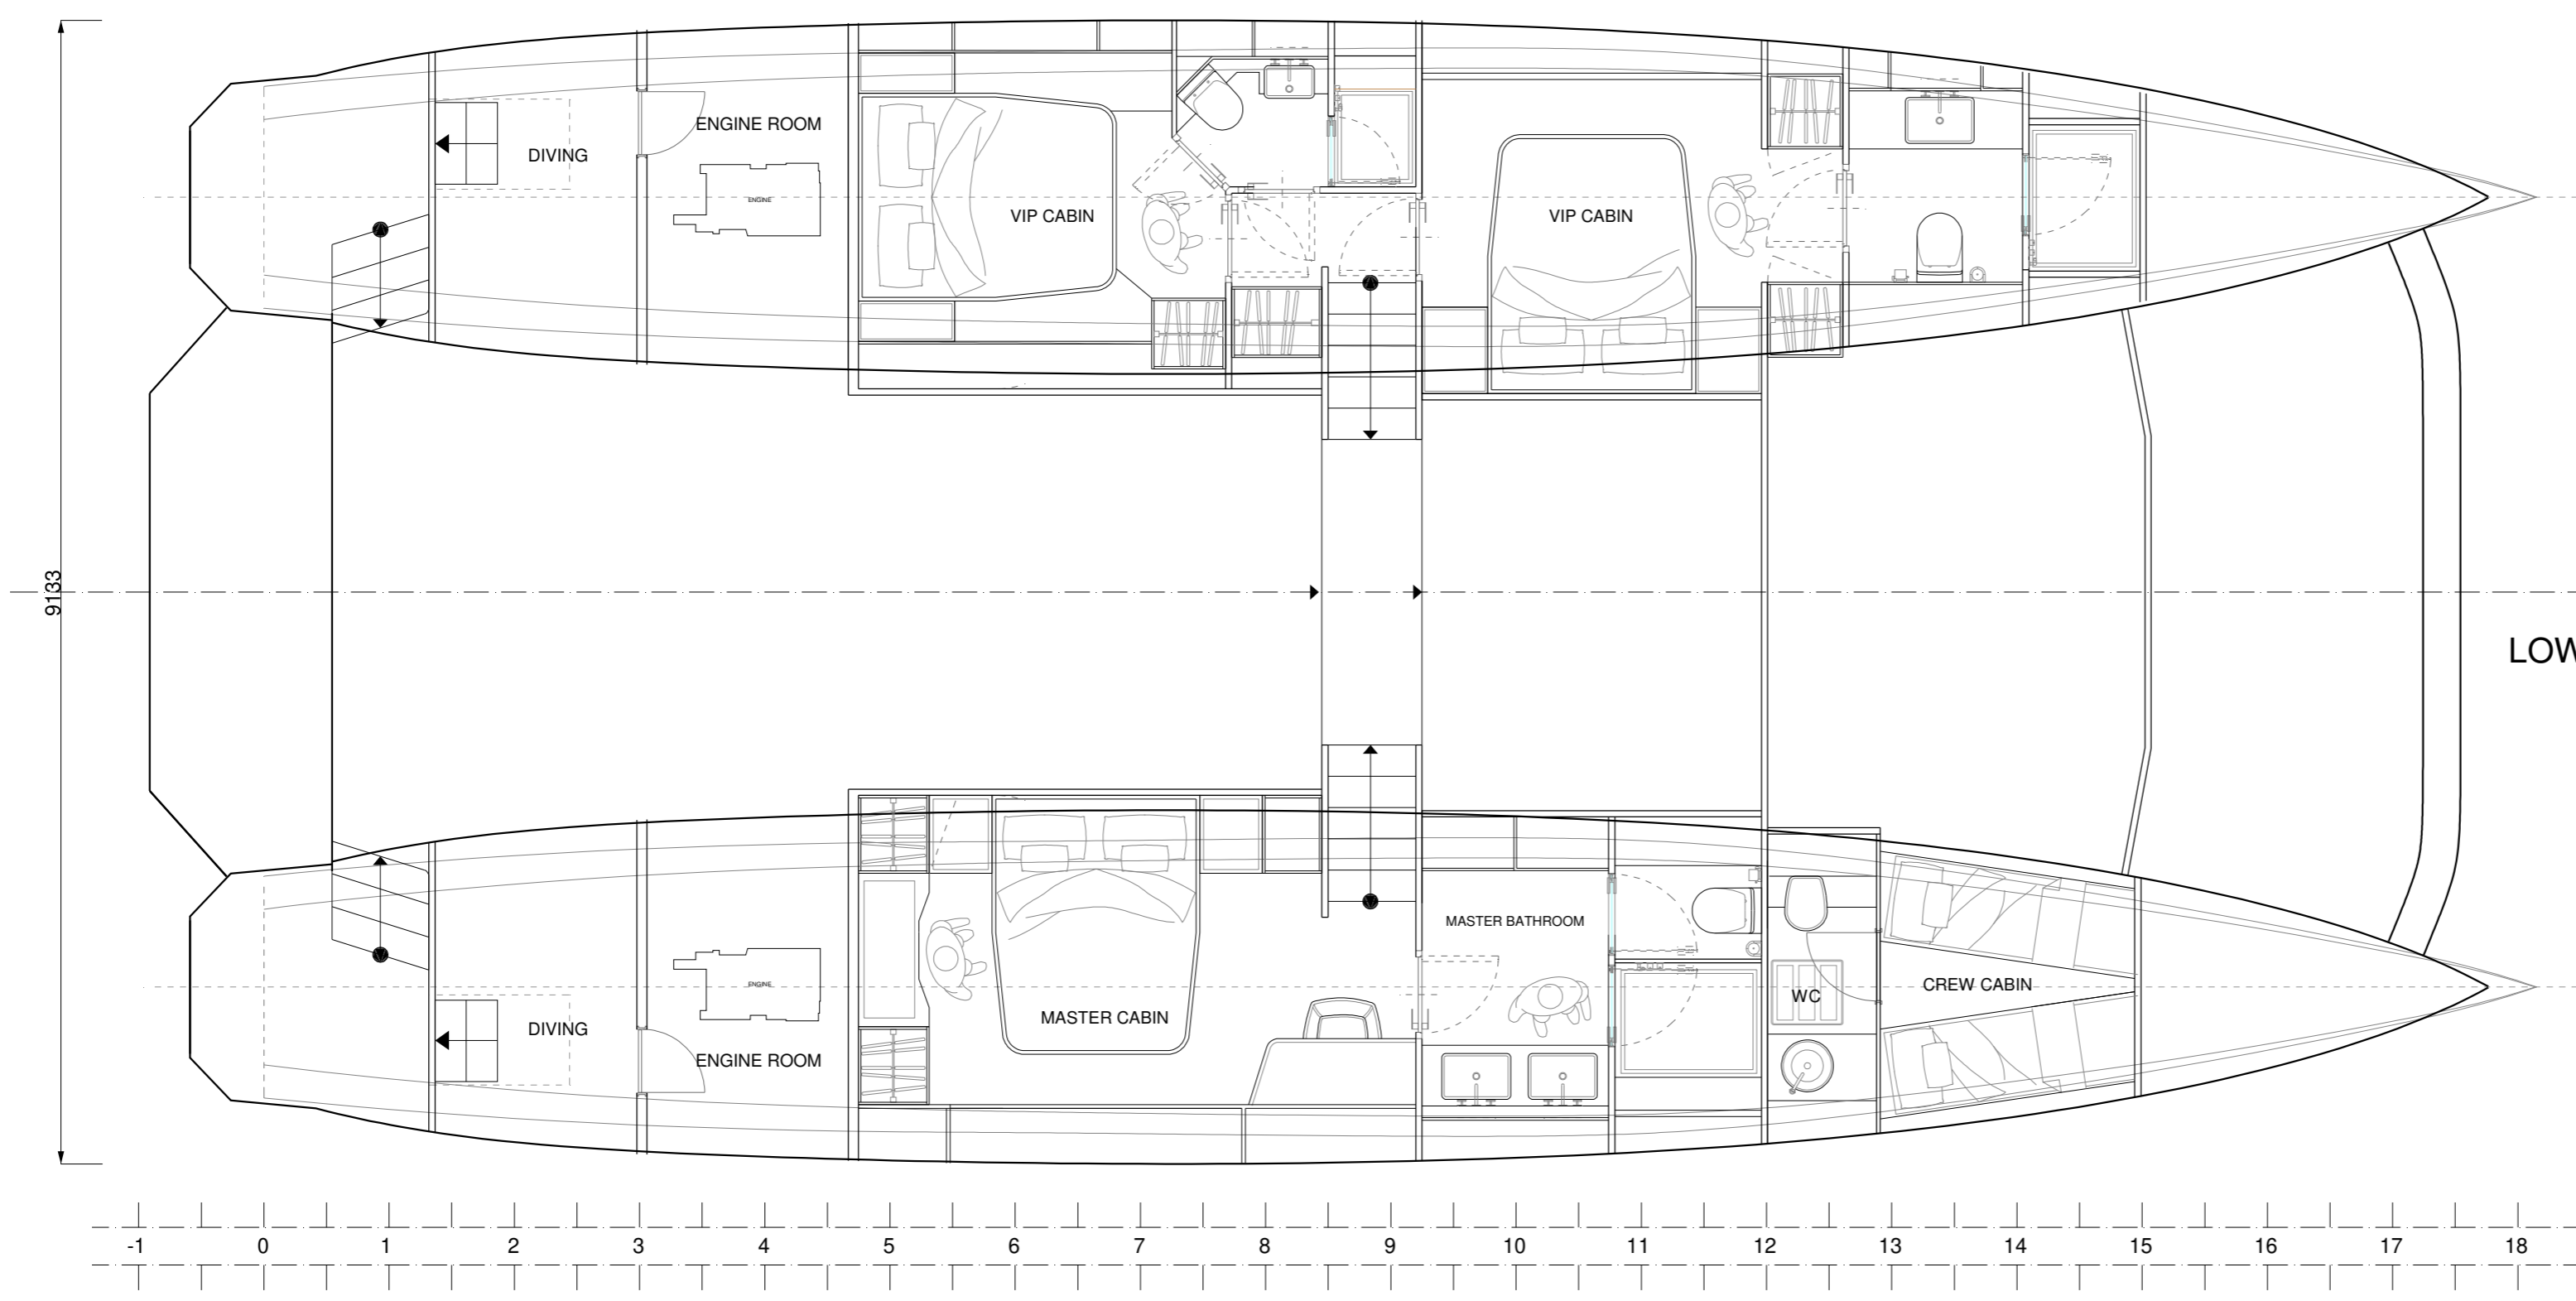 ENGINE ROOM
DIVING
ENGINE
VIP CABIN
VIP CABIN
9133
LOW
MASTER BATHROOM
ENGINE
MASTER CABIN
WC
CREW CABIN
DIVING
ENGINE ROOM
-1 0 1 2 3 4 5 6 7 8 9 10 11 12 13 14 15 16 17 18